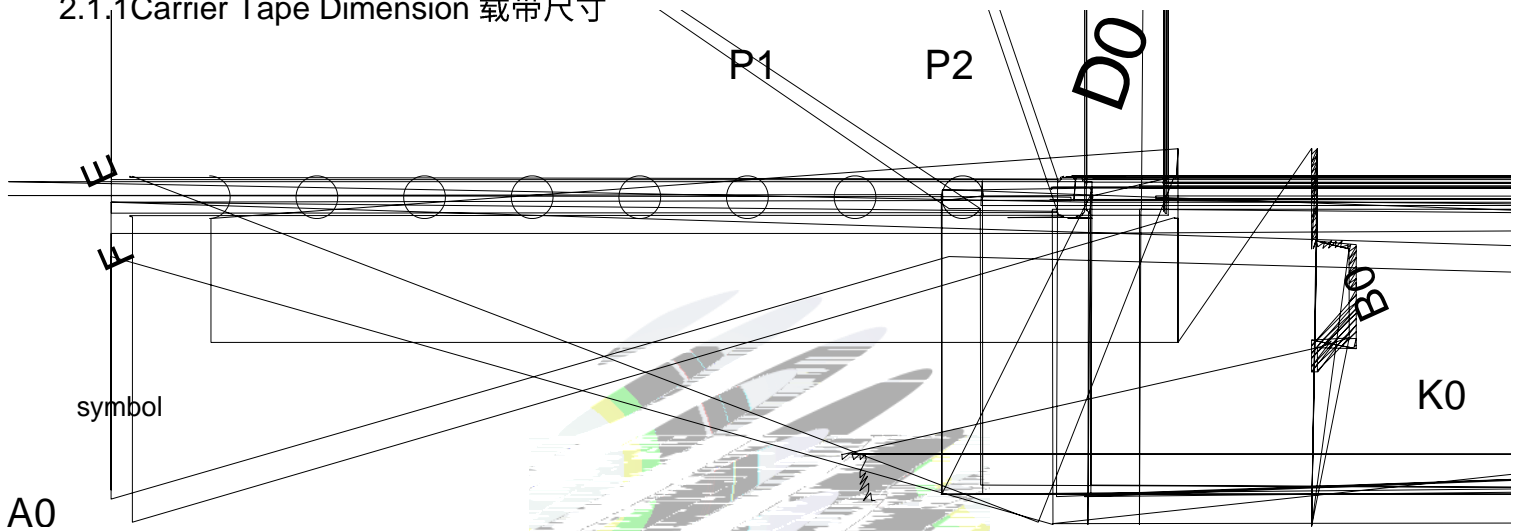 2.1.1Carrier Tape Dimension 载带尺寸
P1
P2
D0
E
F
B0
symbol
K0
A0